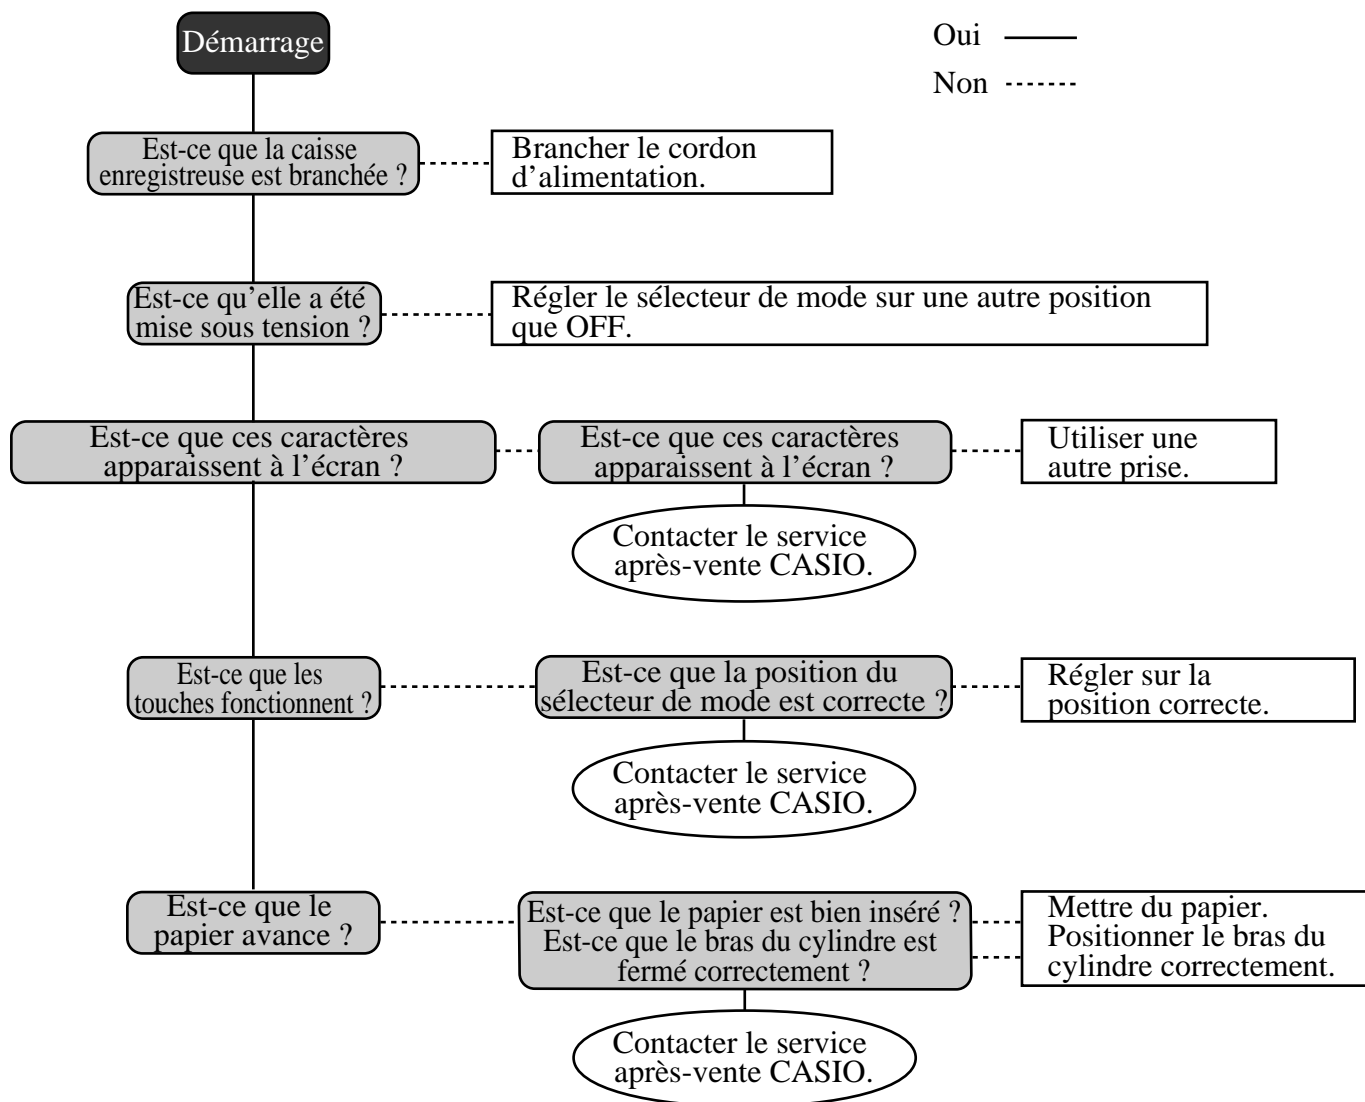 Démarrage
Oui
Non
Est-ce que la caisse
enregistreuse est branchée ?
Brancher le cordon
d’alimentation.
Est-ce qu’elle a été
mise sous tension ?
Régler le sélecteur de mode sur une autre position
que OFF.
Est-ce que ces caractères
apparaissent à l’écran ?
Est-ce que ces caractères
apparaissent à l’écran ?
Utiliser une
autre prise.
Contacter le service
après-vente CASIO.
Est-ce que les
touches fonctionnent ?
Est-ce que la position du
sélecteur de mode est correcte ?
Régler sur la
position correcte.
Contacter le service
après-vente CASIO.
Est-ce que le
papier avance ?
Est-ce que le papier est bien inséré ?
Est-ce que le bras du cylindre est
fermé correctement ?
Mettre du papier.
Positionner le bras du
cylindre correctement.
Contacter le service
après-vente CASIO.